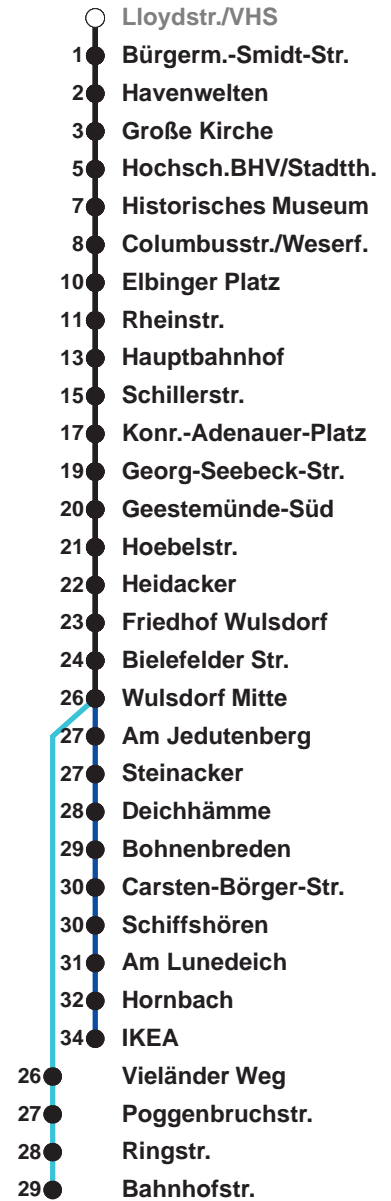 Lloydstr./VHS
1 Bürgerm.-Smidt-Str.
2 Havenwelten
3 Große Kirche
5 Hochsch.BHV/Stadtth.
7 Historisches Museum
8 Columbusstr./Weserf.
10 Elbinger Platz
11 Rheinstr.
13 Hauptbahnhof
15 Schillerstr.
17 Konr.-Adenauer-Platz
19 Georg-Seebeck-Str.
20 Geestemünde-Süd
21 Hoebelstr.
22 Heidacker
23 Friedhof Wulsdorf
24 Bielefelder Str.
26 Wulsdorf Mitte
27 Am Jedutenberg
27 Steinacker
28 Deichhämme
29 Bohnenbreden
30 Carsten-Börger-Str.
30 Schiffshören
31 Am Lunedeich
32 Hornbach
34 IKEA
26 Vieländer Weg
27 Poggenbruchstr.
28 Ringstr.
29 Bahnhofstr.